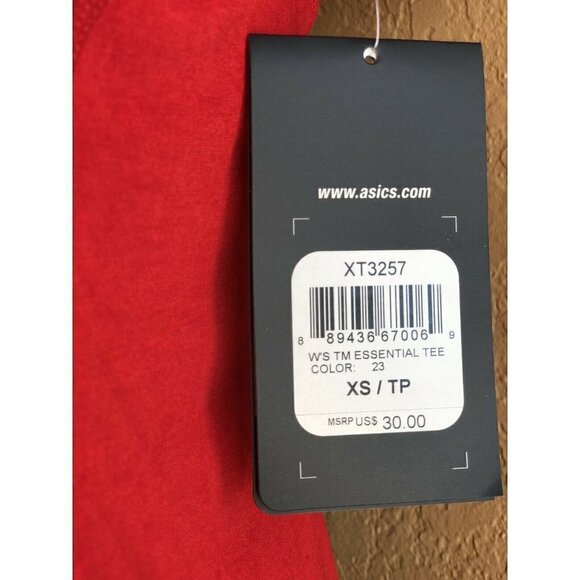 www.asics.com
XT3257
8 89436 67006 9
W'S TM ESSENTIAL TEE
COLOR: 23
XS / TP
MSRP US$ 30.00